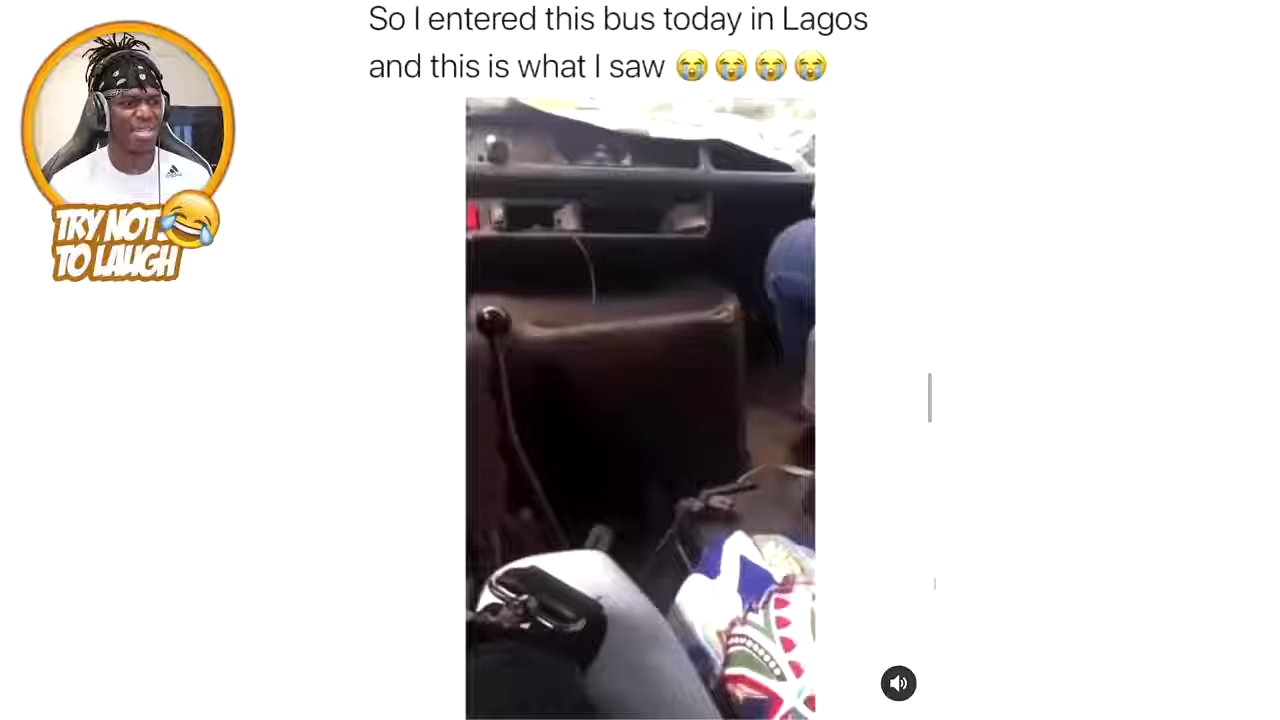 So I entered this bus today in Lagos
and this is what I saw 😭😭😭😭
TRY NOT
TO LAUGH